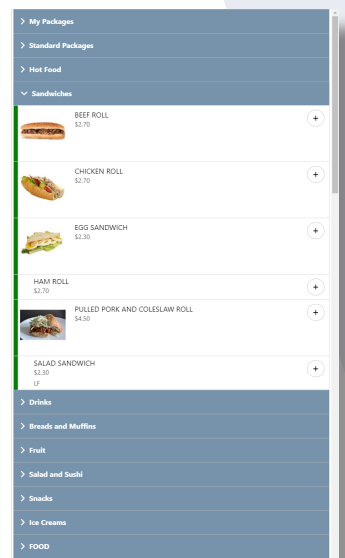 My Packages
Standard Packages
Hot Food
Sandwiches
BEEF ROLL
$2.70
CHICKEN ROLL
$2.70
EGG SANDWICH
$2.30
HAM ROLL
$2.70
PULLED PORK AND COLESLAW ROLL
$4.50
SALAD SANDWICH
$2.30
LF
Drinks
Breads and Muffins
Fruit
Salad and Sushi
Snacks
Ice Creams
FOOD